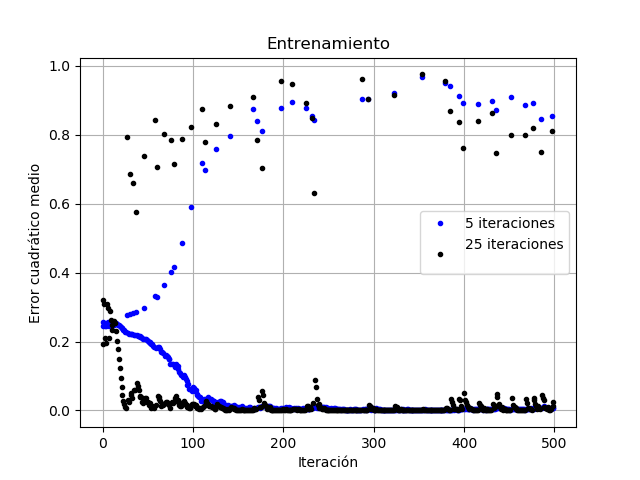 Entrenamiento
1.0
0.8
0.6
0.4
0.2
0.0
Error cuadrático medio
5 iteraciones
25 iteraciones
0 100 200 300 400 500
Iteración